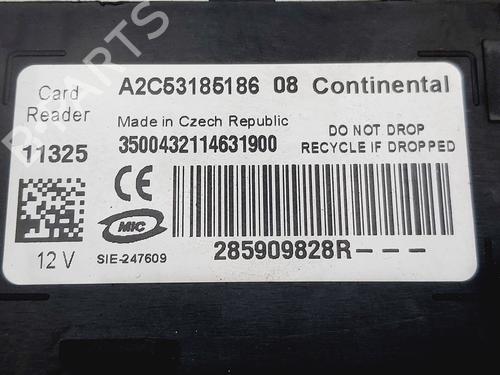 Card Reader
A2C53185186 08 Continental
Made in Czech Republic
11325
3500432114631900
DO NOT DROP
RECYCLE IF DROPPED
CE
MIC
12 V
SIE-247609
285909828R---
B-PARTS